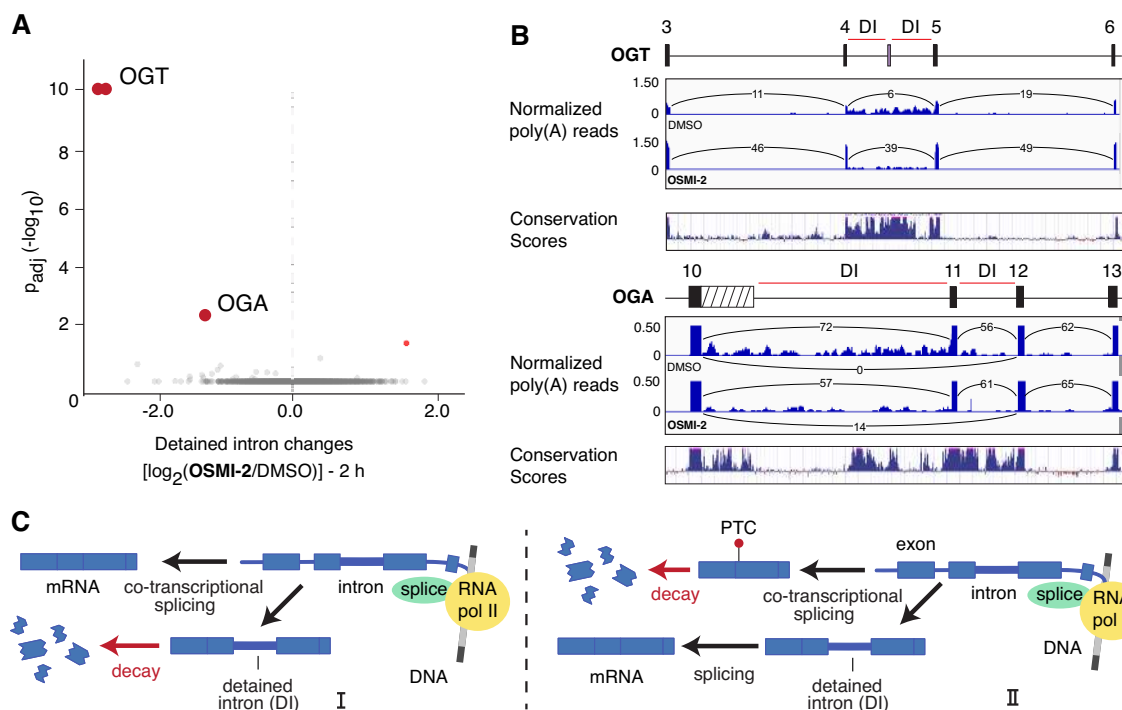 A
OGT
OGA
10
8
6
4
2
0
-2.0
0.0
2.0
padj (-log10)
Detained intron changes
[log2(OSMI-2/DMSO)] - 2 h
B
3
4
DI
DI
5
6
OGT
Normalized
poly(A) reads
1.50
0
DMSO
11
6
19
1.50
0
OSMI-2
46
39
49
Conservation
Scores
10
DI
11
DI
12
13
OGA
Normalized
poly(A) reads
0.50
0
DMSO
72
56
62
0
0.50
0
OSMI-2
57
61
65
14
Conservation
Scores
C
mRNA
co-transcriptional
splicing
intron
splice
RNA
pol II
DNA
decay
detained
intron (DI)
I
PTC
exon
decay
co-transcriptional
splicing
intron
splice
RNA
pol
DNA
mRNA
splicing
detained
intron (DI)
II